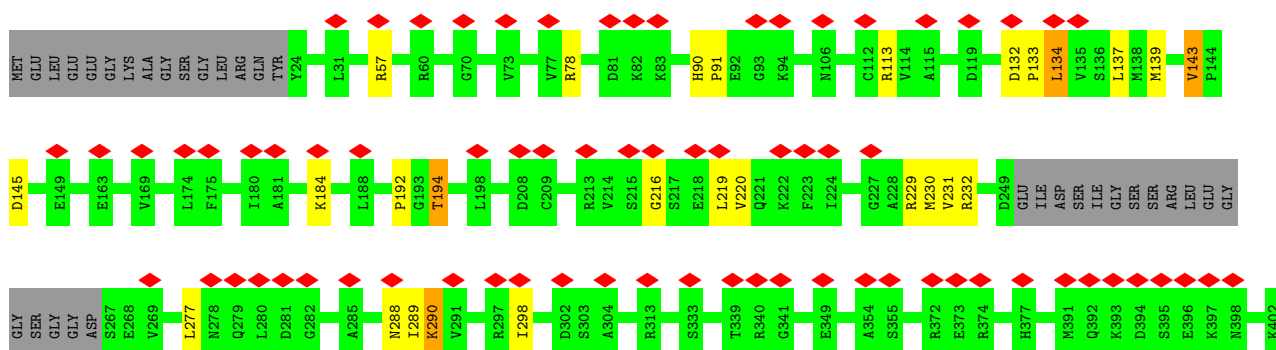 MET GLU LEU GLU GLU GLY LYS ALA GLY SER GLY LEU ARG GLN TYR Y24 L31 R57 R60 G70 V73 V77 R78 D81 K82 K83 H90 P91 E92 G93 K94 N106 C112 R113 V114 A115 D119 D132 P133 L134 V135 S136 L137 M138 M139 V143 P144
D145 E149 E163 V169 L174 F175 I180 A181 K184 L188 P192 G193 T194 L198 D208 C209 R213 V214 S215 G216 S217 E218 L219 V220 Q221 K222 F223 I224 G227 A228 R229 M230 V231 R232 D249 GLU ILE ASP SER ILE GLY SER SER ARG LEU GLU GLY
GLY SER GLY GLY ASP S267 E268 V269 L277 N278 Q279 L280 D281 G282 A285 N288 I289 K290 V291 R297 I298 D302 S303 A304 R313 S333 T339 R340 G341 E349 A354 S355 R372 E373 R374 H377 M391 Q392 K393 D394 S395 E396 K397 N398 K402